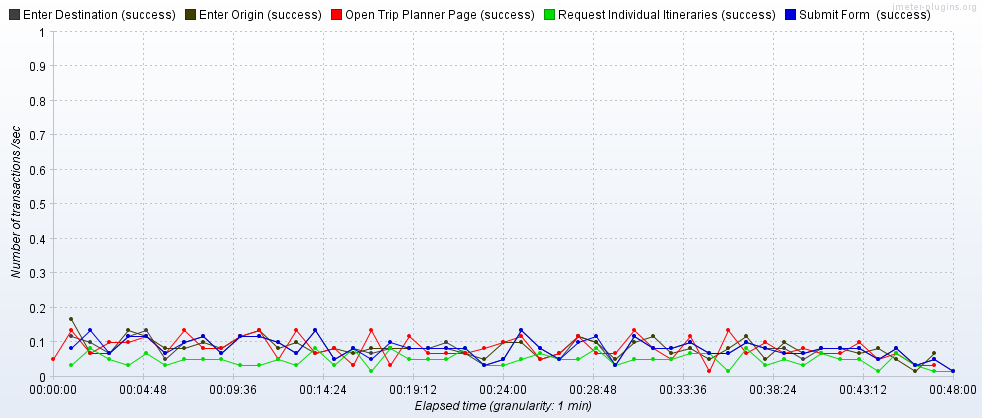 jmeter-plugins.org
Enter Destination (success) Enter Origin (success) Open Trip Planner Page (success) Request Individual Itineraries (success) Submit Form (success)
1
0.9
0.8
0.7
0.6
0.5
0.4
0.3
0.2
0.1
0
Number of transactions /sec
00:00:00 00:04:48 00:09:36 00:14:24 00:19:12 00:24:00 00:28:48 00:33:36 00:38:24 00:43:12 00:48:00
Elapsed time (granularity: 1 min)